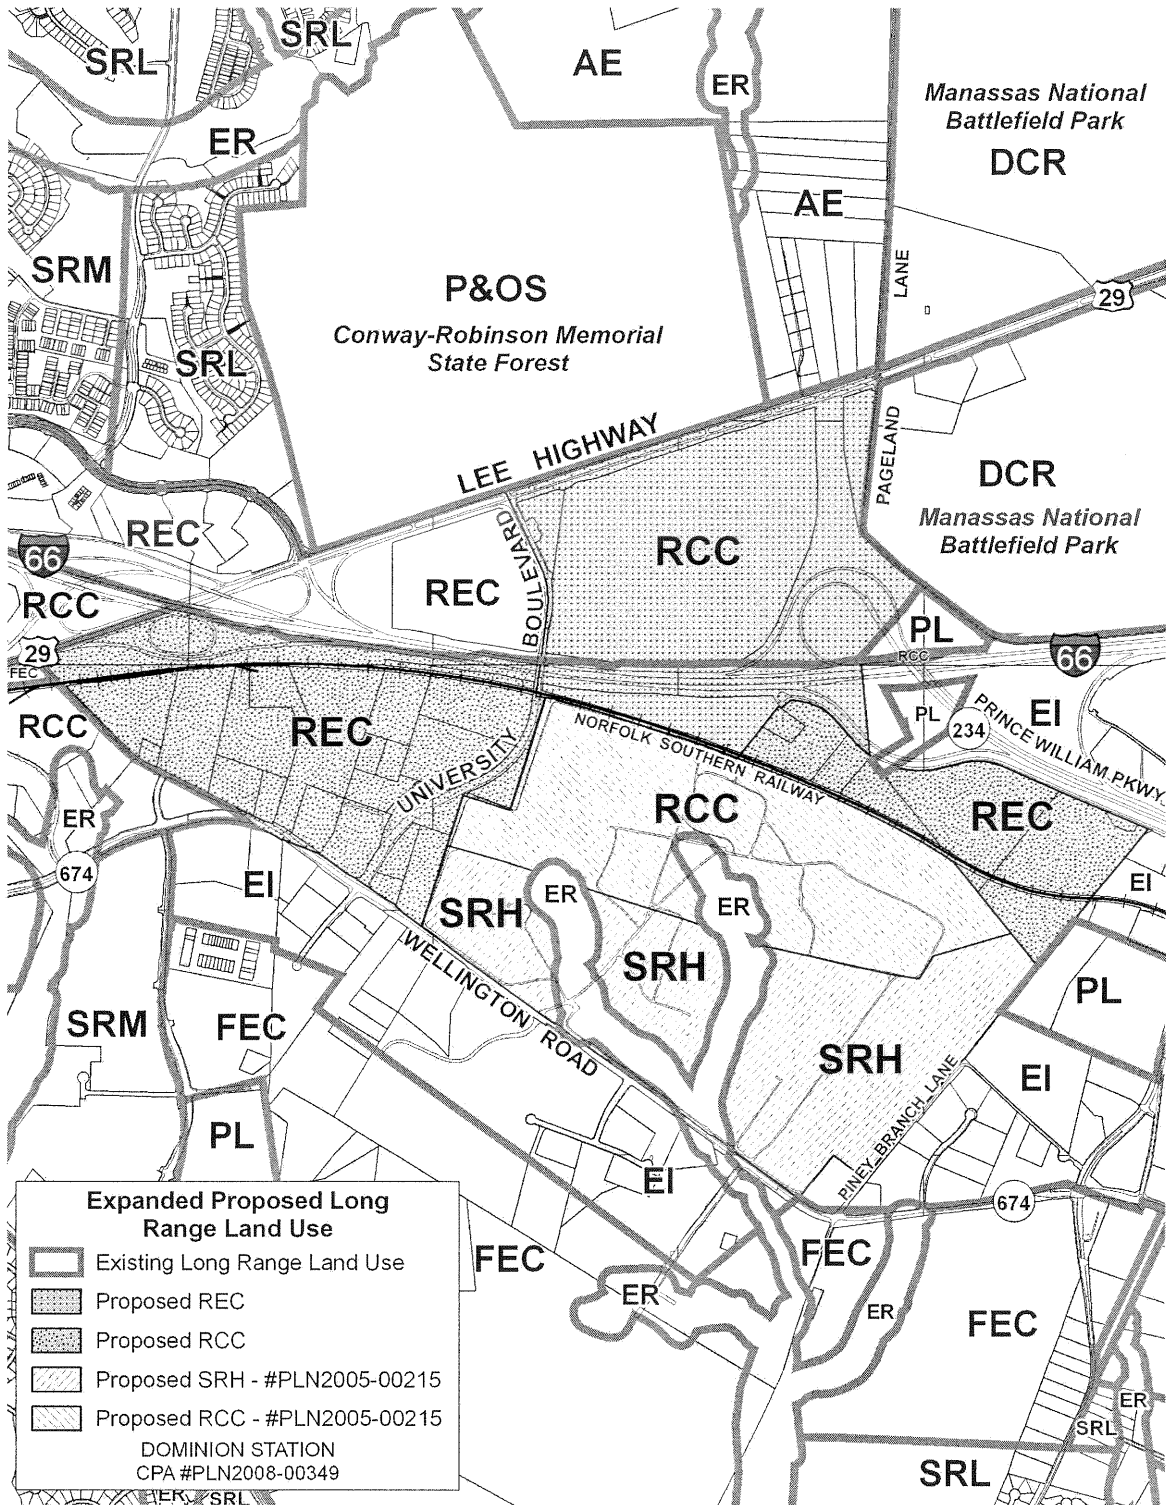 SRL
SRL
AE
ER
Manassas National
Battlefield Park
DCR
ER
AE
SRM
P&OS
LANE
29
Conway-Robinson Memorial
State Forest
SRL
LEE HIGHWAY
PAGELAND
DCR
REC
BOULEVARD
Manassas National
Battlefield Park
66
RCC
REC
RCC
PL
29
RCC
66
FEC
RCC
REC
NORFOLK SOUTHERN RAILWAY
PL
EI
234
PRINCE WILLIAM PKWY.
UNIVERSITY
RCC
REC
ER
674
EI
EI
SRH
ER
ER
WELLINGTON ROAD
SRH
PL
SRM
FEC
SRH
EI
PINEY BRANCH LANE
PL
EI
674
FEC
FEC
ER
ER
FEC
ER
SRL
SRL
Expanded Proposed Long
Range Land Use
Existing Long Range Land Use
Proposed REC
Proposed RCC
Proposed SRH - #PLN2005-00215
Proposed RCC - #PLN2005-00215
DOMINION STATION
CPA #PLN2008-00349
ER
SRL